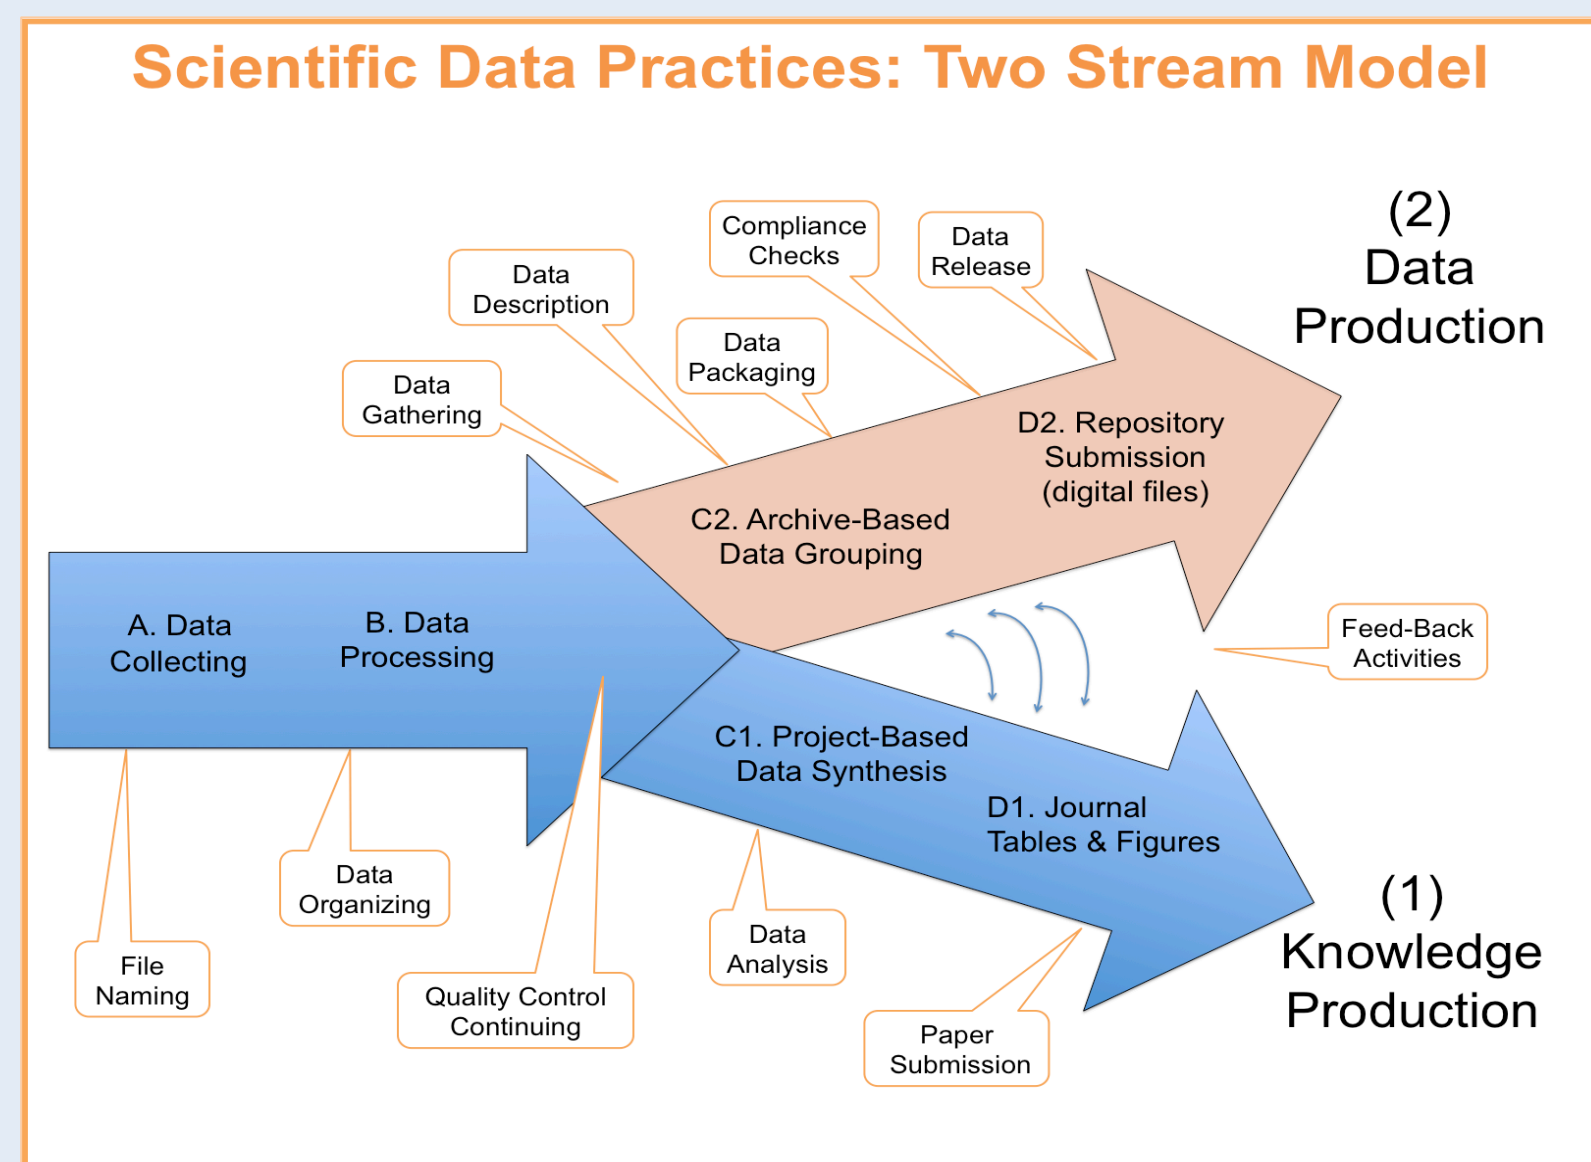 Scientific Data Practices: Two Stream Model
(2)
Data
Production
Compliance
Checks
Data
Release
Data
Description
Data
Packaging
Data
Gathering
D2. Repository
Submission
(digital files)
C2. Archive-Based
Data Grouping
A. Data
Collecting
B. Data
Processing
Feed-Back
Activities
C1. Project-Based
Data Synthesis
D1. Journal
Tables & Figures
(1)
Knowledge
Production
Data
Organizing
File
Naming
Quality Control
Continuing
Data
Analysis
Paper
Submission